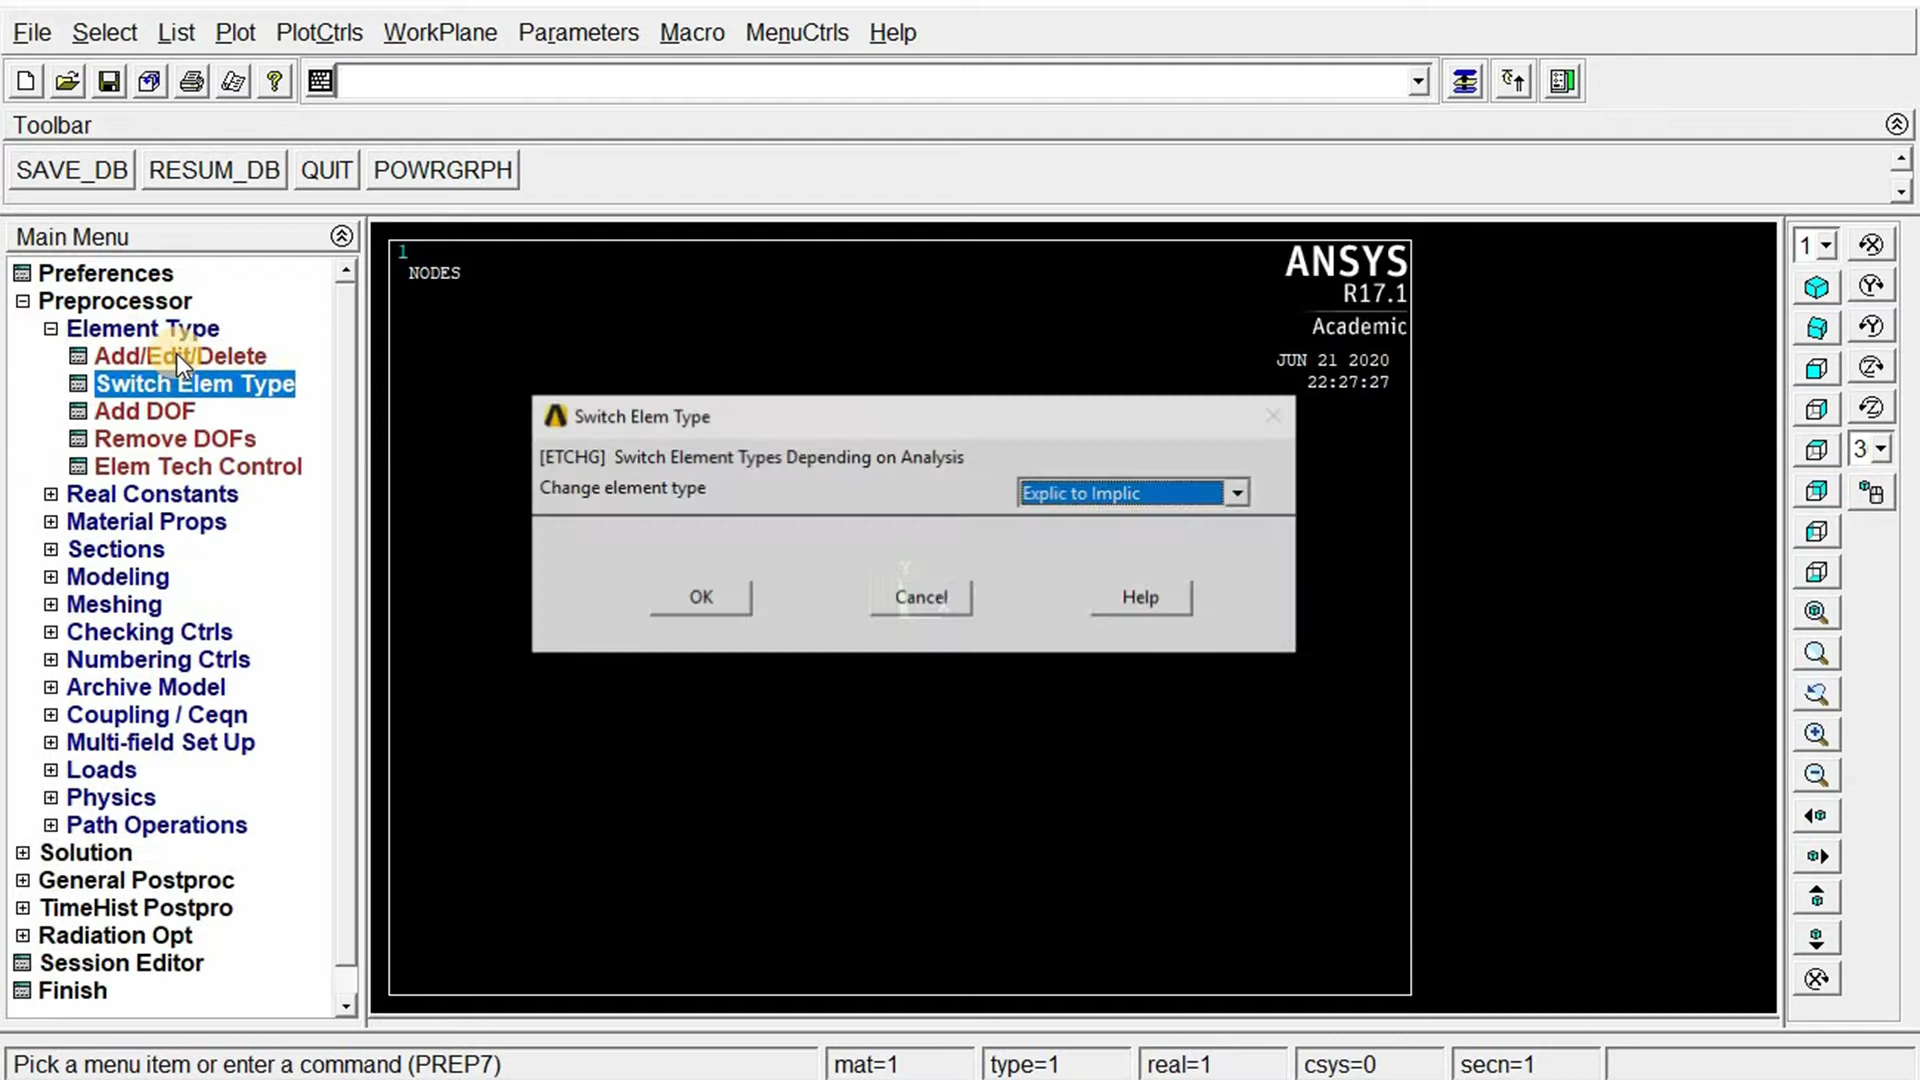 File Select List Plot PlotCtrls WorkPlane Parameters Macro MenuCtrls Help
Toolbar
SAVE_DB RESUM_DB QUIT POWRGRPH
Main Menu
Preferences
Preprocessor
Element Type
Add/Edit/Delete
Switch Elem Type
Add DOF
Remove DOFs
Elem Tech Control
Real Constants
Material Props
Sections
Modeling
Meshing
Checking Ctrls
Numbering Ctrls
Archive Model
Coupling / Ceqn
Multi-field Set Up
Loads
Physics
Path Operations
Solution
General Postproc
TimeHist Postpro
Radiation Opt
Session Editor
Finish
1
NODES
ANSYS
R17.1
Academic
JUN 21 2020
22:27:27
Switch Elem Type
[ETCHG] Switch Element Types Depending on Analysis
Change element type Explic to Implic
OK Cancel Help
1
3
Pick a menu item or enter a command (PREP7) mat=1 type=1 real=1 csys=0 secn=1